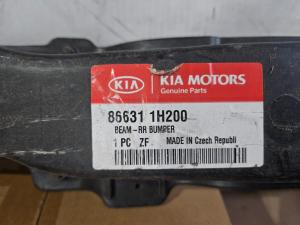 KIA KIA MOTORS
Genuine Parts
86631 1H200
BEAM-RR BUMPER
1 PC ZF MADE IN Czech Republi